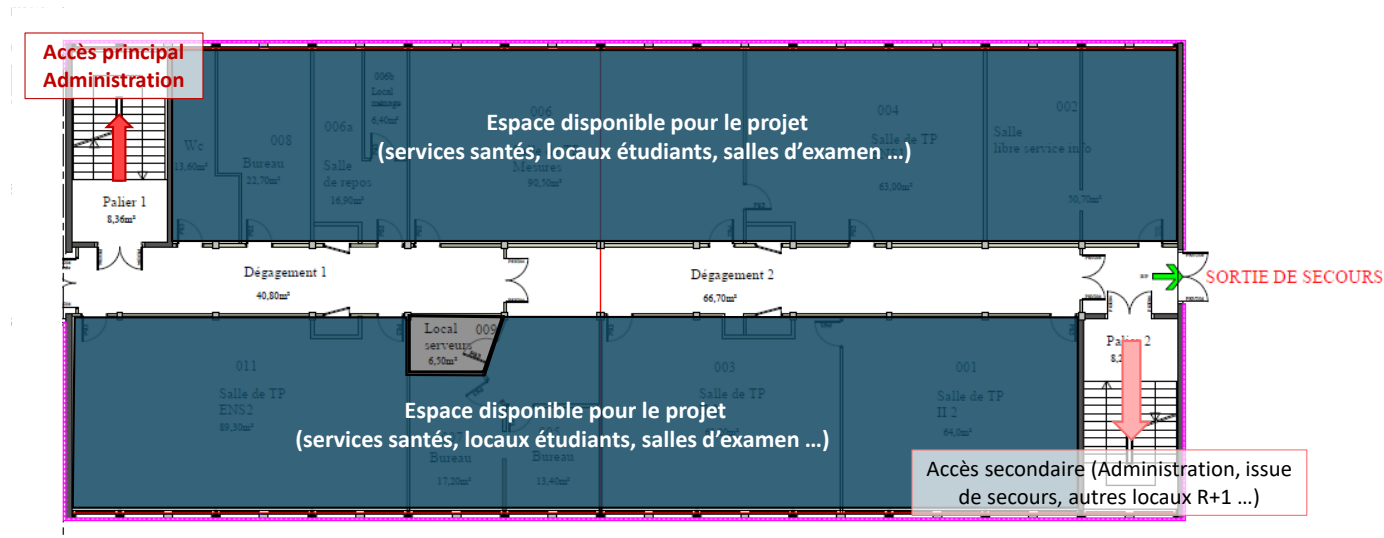 Accès principal
Administration
006b
Local
ménage
6,40m²
006
004
002
Espace disponible pour le projet
(services santés, locaux étudiants, salles d'examen …)
Wc
13,60m²
008
Bureau
22,70m²
006a
Salle
de repos
16,90m²
Mesures
90,50m²
Salle de TP
63,00m²
Salle
libre service info
50,70m²
Palier 1
8,36m²
Dégagement 1
40,80m²
Dégagement 2
66,70m²
SORTIE DE SECOURS
Local 009
serveurs
6,50m²
Palier 2
011
Salle de TP
ENS2
89,30m²
003
Salle de TP
001
Salle de TP
II 2
64,0m²
Espace disponible pour le projet
(services santés, locaux étudiants, salles d'examen …)
Bureau
17,20m²
Bureau
13,40m²
Accès secondaire (Administration, issue
de secours, autres locaux R+1 …)